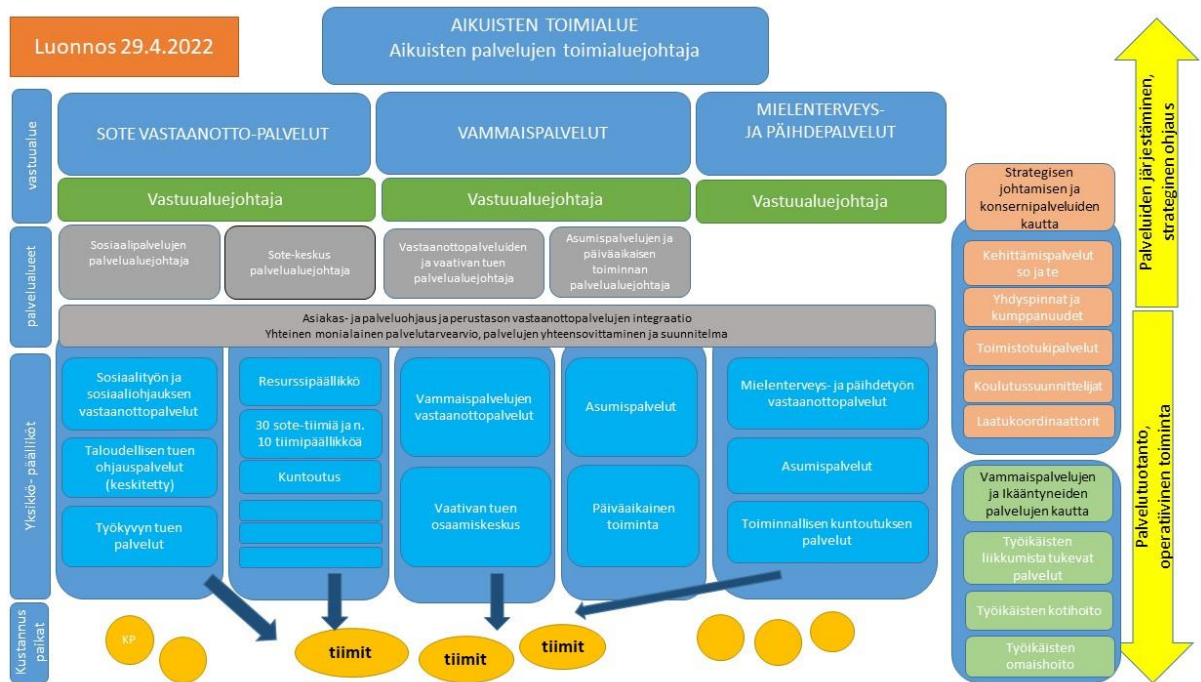 Luonnos 29.4.2022
AIKUISTEN TOIMIALUE
Aikuisten palvelujen toimialuejohtaja
vastuualue
SOTE VASTAANOTTO-PALVELUT
VAMMAISPALVELUT
MIELENTERVEYS-
JA PÄIHDEPALVELUT
Vastuualuejohtaja
Vastuualuejohtaja
Vastuualuejohtaja
palvelualueet
Sosiaalipalvelujen
palvelualuejohtaja
Sote-keskus
palvelualuejohtaja
Vastaanottopalveluiden
ja vaativan tuen
palvelualuejohtaja
Asumispalvelujen ja
päiväaikaisen
toiminnan
palvelualuejohtaja
Asiakas- ja palveluohjaus ja perustason vastaanottopalvelujen integraatio
Yhteinen monialainen palvelutarvearvio, palvelujen yhteensovittaminen ja suunnitelma
Yksikkö- päälliköt
Sosiaalityön ja
sosiaaliohjauksen
vastaanottopalvelut
Taloudellisen tuen
ohjauspalvelut
(keskitetty)
Työkyvyn tuen
palvelut
Resurssipäällikkö
30 sote-tiimiä ja n.
10 tiimipäällikköä
Kuntoutus
Vammaispalvelujen
vastaanottopalvelut
Vaativan tuen
osaamiskeskus
Asumispalvelut
Päiväaikainen
toiminta
Mielenterveys- ja päihdetyön
vastaanottopalvelut
Asumispalvelut
Toiminnallisen kuntoutuksen
palvelut
Kustannus
paikat
KP
tiimit
tiimit
tiimit
Strategisen
johtamisen ja
konsernipalveluiden
kautta
Kehittämispalvelut
so ja te
Yhdyspinnat ja
kumppanuudet
Toimistotukipalvelut
Koulutussuunnittelijat
Laatukoordinaattorit
Vammaispalvelujen
ja Ikääntyneiden
palvelujen kautta
Työikäisten
liikkumista tukevat
palvelut
Työikäisten kotihoito
Työikäisten
omaishoito
Palveluiden järjestäminen,
strateginen ohjaus
Palvelutuotanto,
operatiivinen toiminta